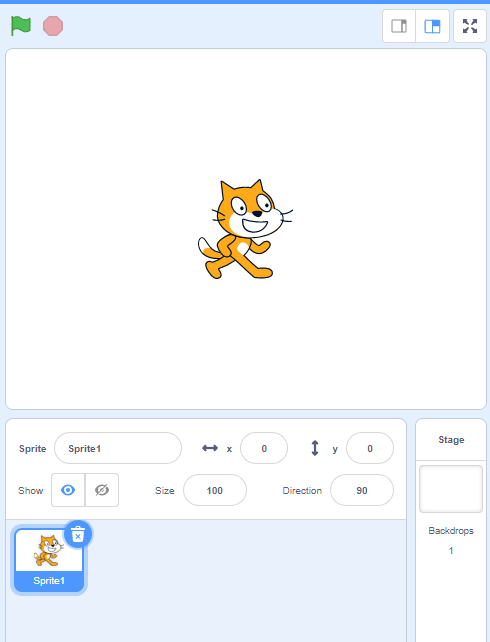 Sprite Sprite1 x 0 y 0
Show Size 100 Direction 90
Sprite1
Stage
Backdrops
1